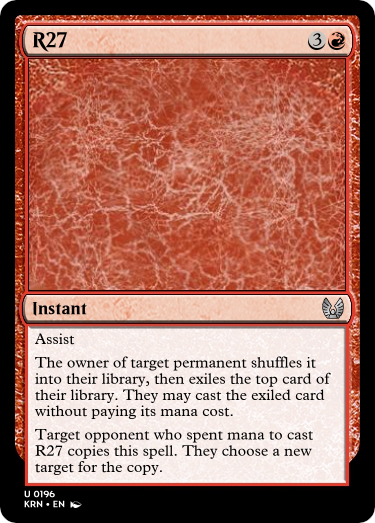 R27
3
Instant
Assist
The owner of target permanent shuffles it
into their library, then exiles the top card of
their library. They may cast the exiled card
without paying its mana cost.
Target opponent who spent mana to cast
R27 copies this spell. They choose a new
target for the copy.
U 0196
KRN • EN